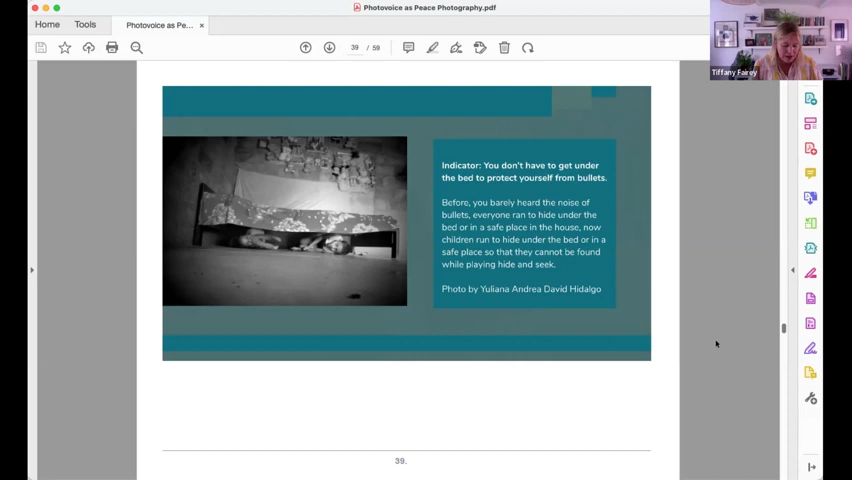 Photovoice as Peace Photography.pdf
Home
Tools
Photovoice as Pe...
39 / 59
Tiffany Fairey
Indicator: You don't have to get under
the bed to protect yourself from bullets.
Before, you barely heard the noise of
bullets, everyone ran to hide under the
bed or in a safe place in the house, now
children run to hide under the bed or in a
safe place so that they cannot be found
while playing hide and seek.
Photo by Yuliana Andrea David Hidalgo
39.